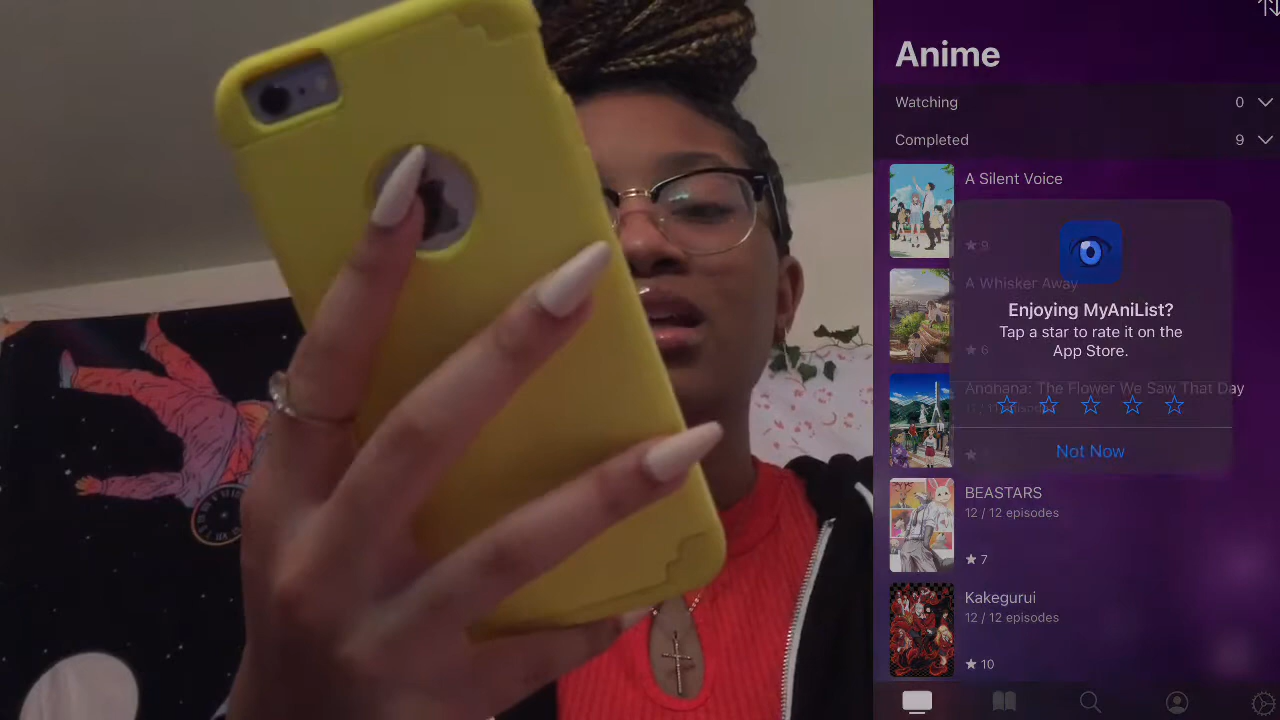 Anime
Watching 0
Completed 9
A Silent Voice
★ 9
A Whisker Away
★ 6
Enjoying MyAniList?
Tap a star to rate it on the
App Store.
Anohana: The Flower We Saw That Day
Not Now
BEASTARS
12 / 12 episodes
★ 7
Kakegurui
12 / 12 episodes
★ 10